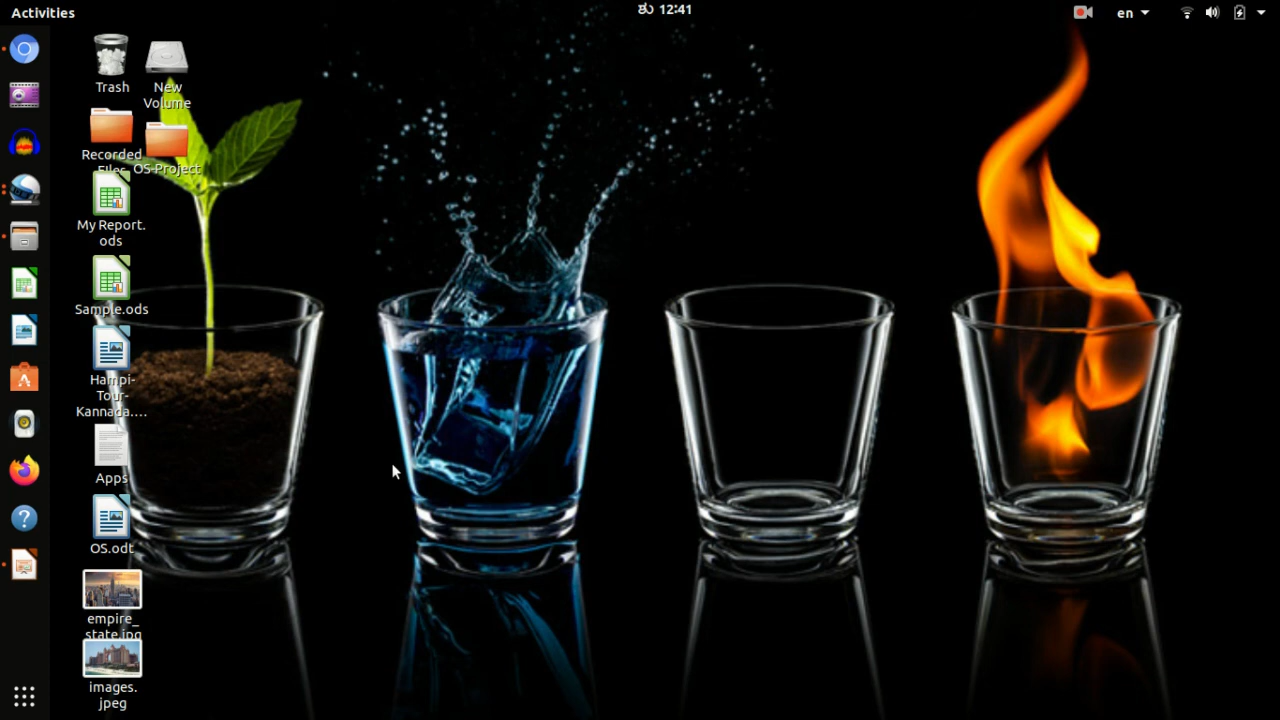 Activities
ಶು 12:41
en
Trash
New
Volume
Recorded
Files
OS-Project
My Report.
ods
Sample.ods
Hampi-
Tour-
Kannada....
Apps
OS.odt
empire_
state.jpg
images.
jpeg